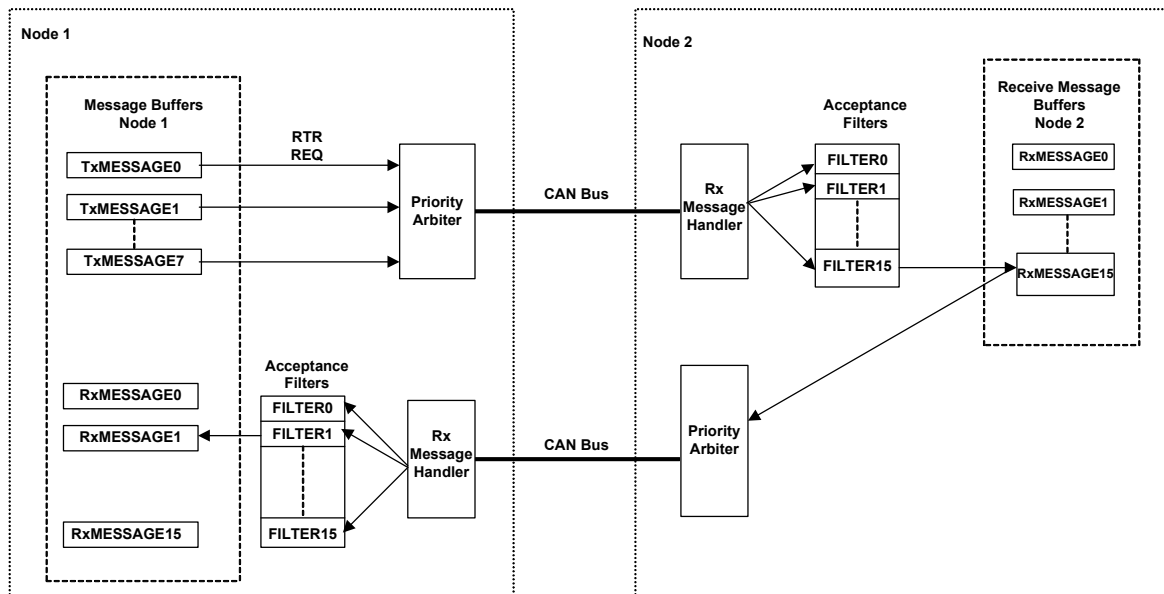 Node 1
Message Buffers
Node 1
TxMESSAGE0
TxMESSAGE1
TxMESSAGE7
RTR
REQ
Priority
Arbiter
CAN Bus
Node 2
Rx
Message
Handler
Acceptance
Filters
FILTER0
FILTER1
FILTER15
Receive Message
Buffers
Node 2
RxMESSAGE0
RxMESSAGE1
RxMESSAGE15
RxMESSAGE0
RxMESSAGE1
RxMESSAGE15
Acceptance
Filters
FILTER0
FILTER1
FILTER15
Rx
Message
Handler
CAN Bus
Priority
Arbiter